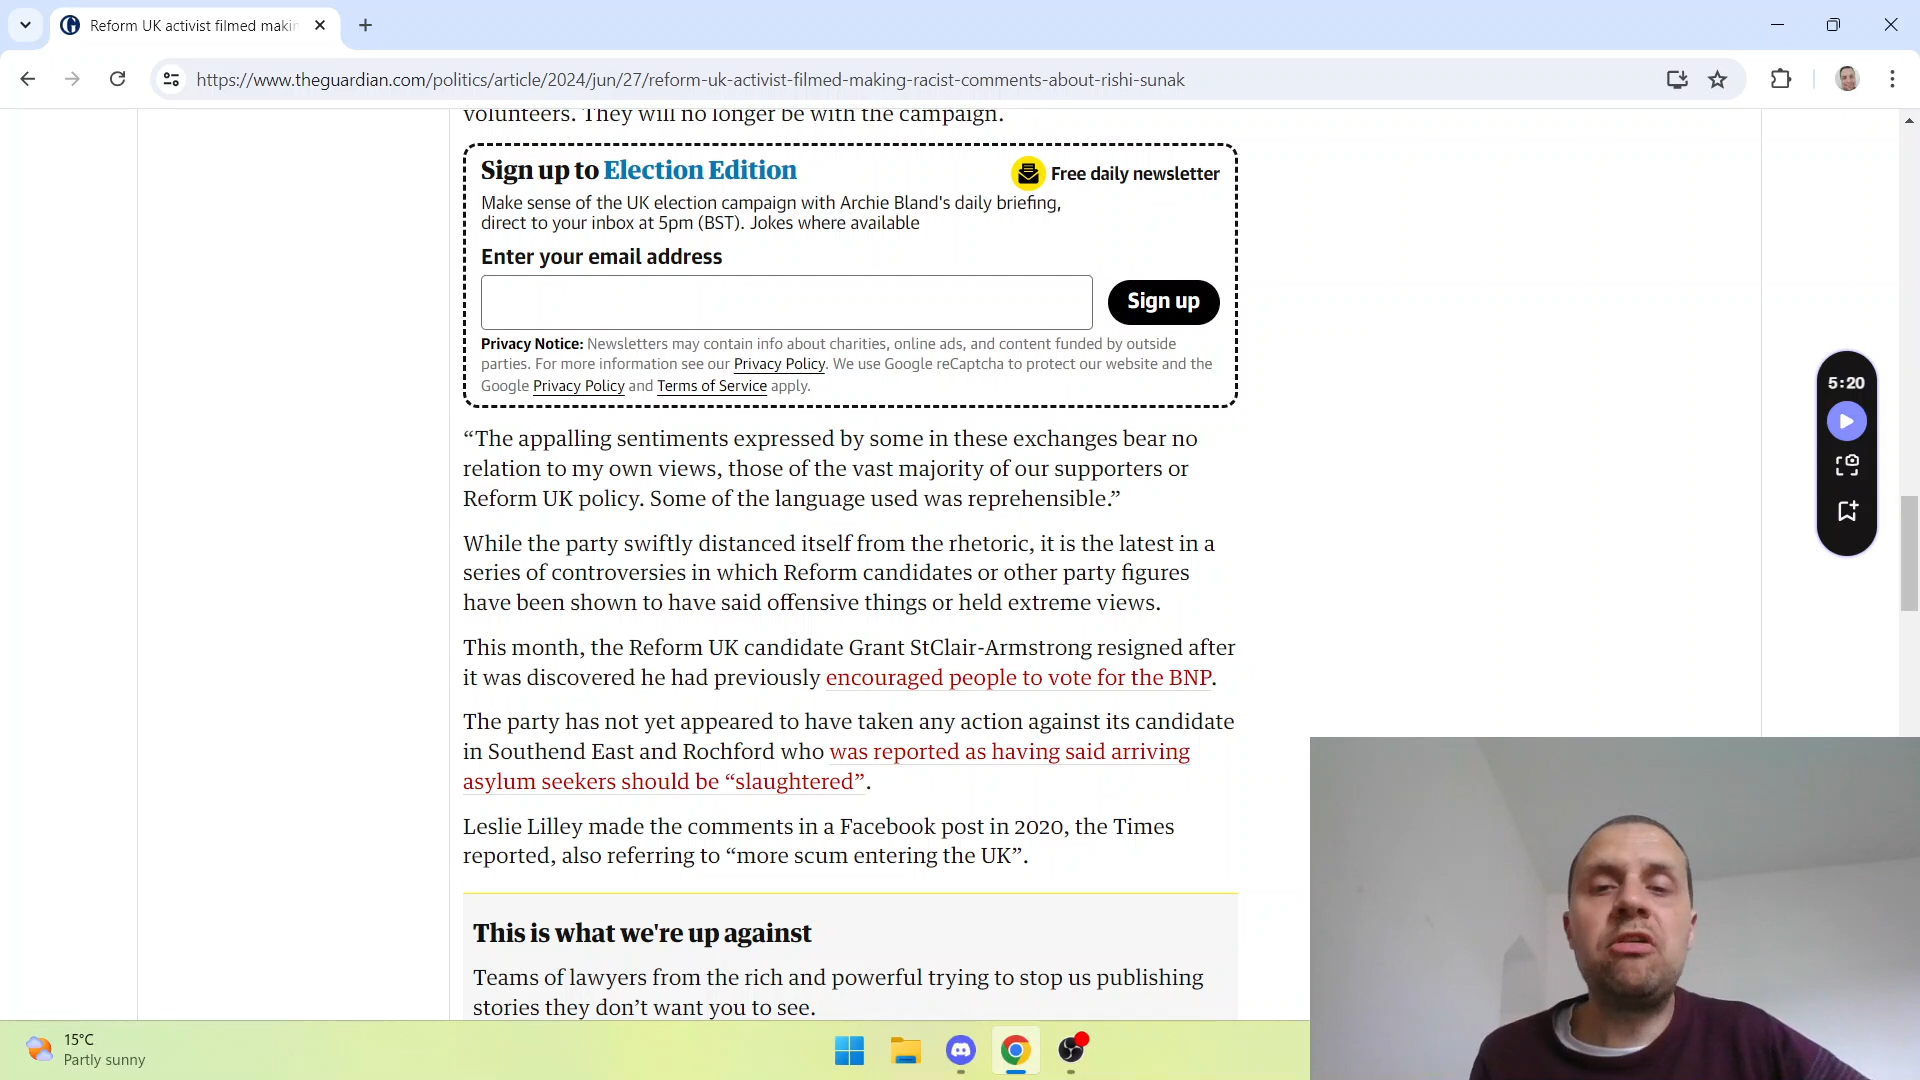 Reform UK activist filmed makin
https://www.theguardian.com/politics/article/2024/jun/27/reform-uk-activist-filmed-making-racist-comments-about-rishi-sunak
volunteers. They will no longer be with the campaign.
Sign up to Election Edition
Free daily newsletter
Make sense of the UK election campaign with Archie Bland's daily briefing,
direct to your inbox at 5pm (BST). Jokes where available
Enter your email address
Sign up
Privacy Notice: Newsletters may contain info about charities, online ads, and content funded by outside
parties. For more information see our Privacy Policy. We use Google reCaptcha to protect our website and the
Google Privacy Policy and Terms of Service apply.
“The appalling sentiments expressed by some in these exchanges bear no
relation to my own views, those of the vast majority of our supporters or
Reform UK policy. Some of the language used was reprehensible.”
While the party swiftly distanced itself from the rhetoric, it is the latest in a
series of controversies in which Reform candidates or other party figures
have been shown to have said offensive things or held extreme views.
This month, the Reform UK candidate Grant StClair-Armstrong resigned after
it was discovered he had previously encouraged people to vote for the BNP.
The party has not yet appeared to have taken any action against its candidate
in Southend East and Rochford who was reported as having said arriving
asylum seekers should be “slaughtered”.
Leslie Lilley made the comments in a Facebook post in 2020, the Times
reported, also referring to “more scum entering the UK”.
This is what we're up against
Teams of lawyers from the rich and powerful trying to stop us publishing
stories they don’t want you to see.
5:20
15°C
Partly sunny